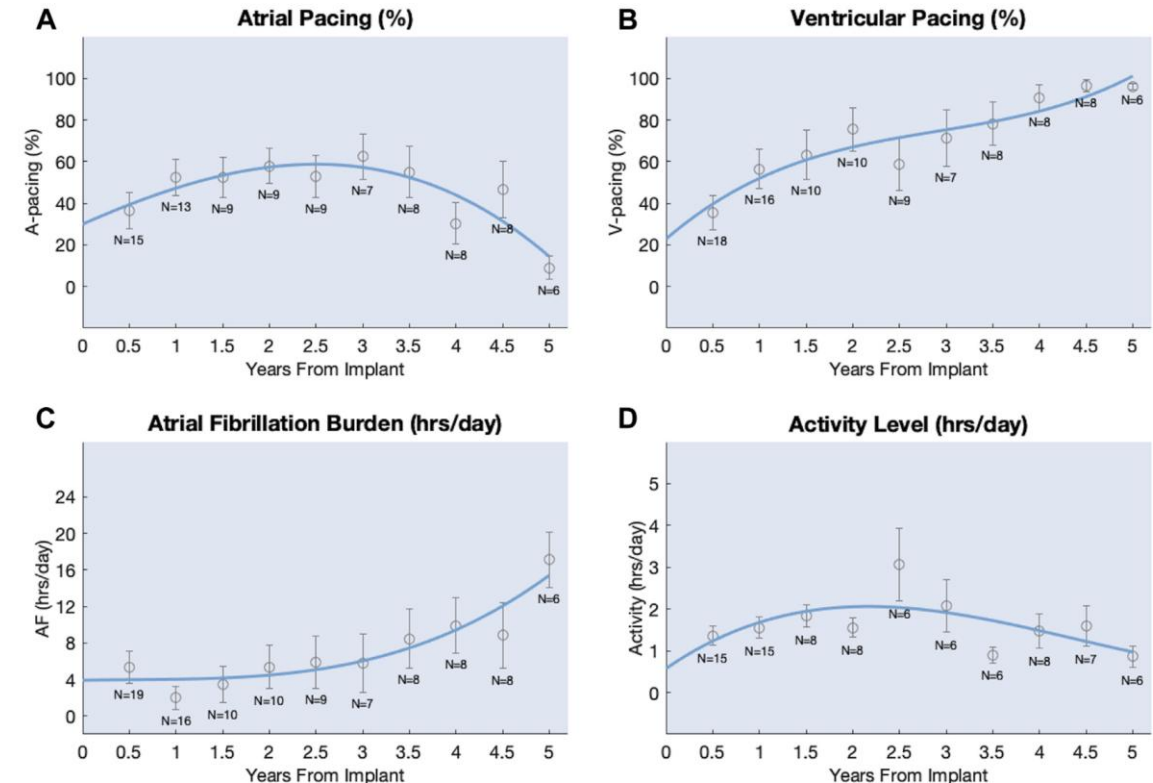 A
Atrial Pacing (%)
A-pacing (%)
100
80
60
40
20
0
N=15
N=13
N=9
N=9
N=9
N=7
N=8
N=8
N=8
N=6
0 0.5 1 1.5 2 2.5 3 3.5 4 4.5 5
Years From Implant
B
Ventricular Pacing (%)
V-pacing (%)
100
80
60
40
20
0
N=18
N=16
N=10
N=10
N=9
N=7
N=8
N=8
N=8
N=6
0 0.5 1 1.5 2 2.5 3 3.5 4 4.5 5
Years From Implant
C
Atrial Fibrillation Burden (hrs/day)
AF (hrs/day)
24
20
16
12
8
4
0
N=19
N=16
N=10
N=10
N=9
N=7
N=8
N=8
N=8
N=6
0 0.5 1 1.5 2 2.5 3 3.5 4 4.5 5
Years From Implant
D
Activity Level (hrs/day)
Activity (hrs/day)
5
4
3
2
1
0
N=15
N=15
N=8
N=8
N=6
N=6
N=6
N=8
N=7
N=6
0 0.5 1 1.5 2 2.5 3 3.5 4 4.5 5
Years From Implant